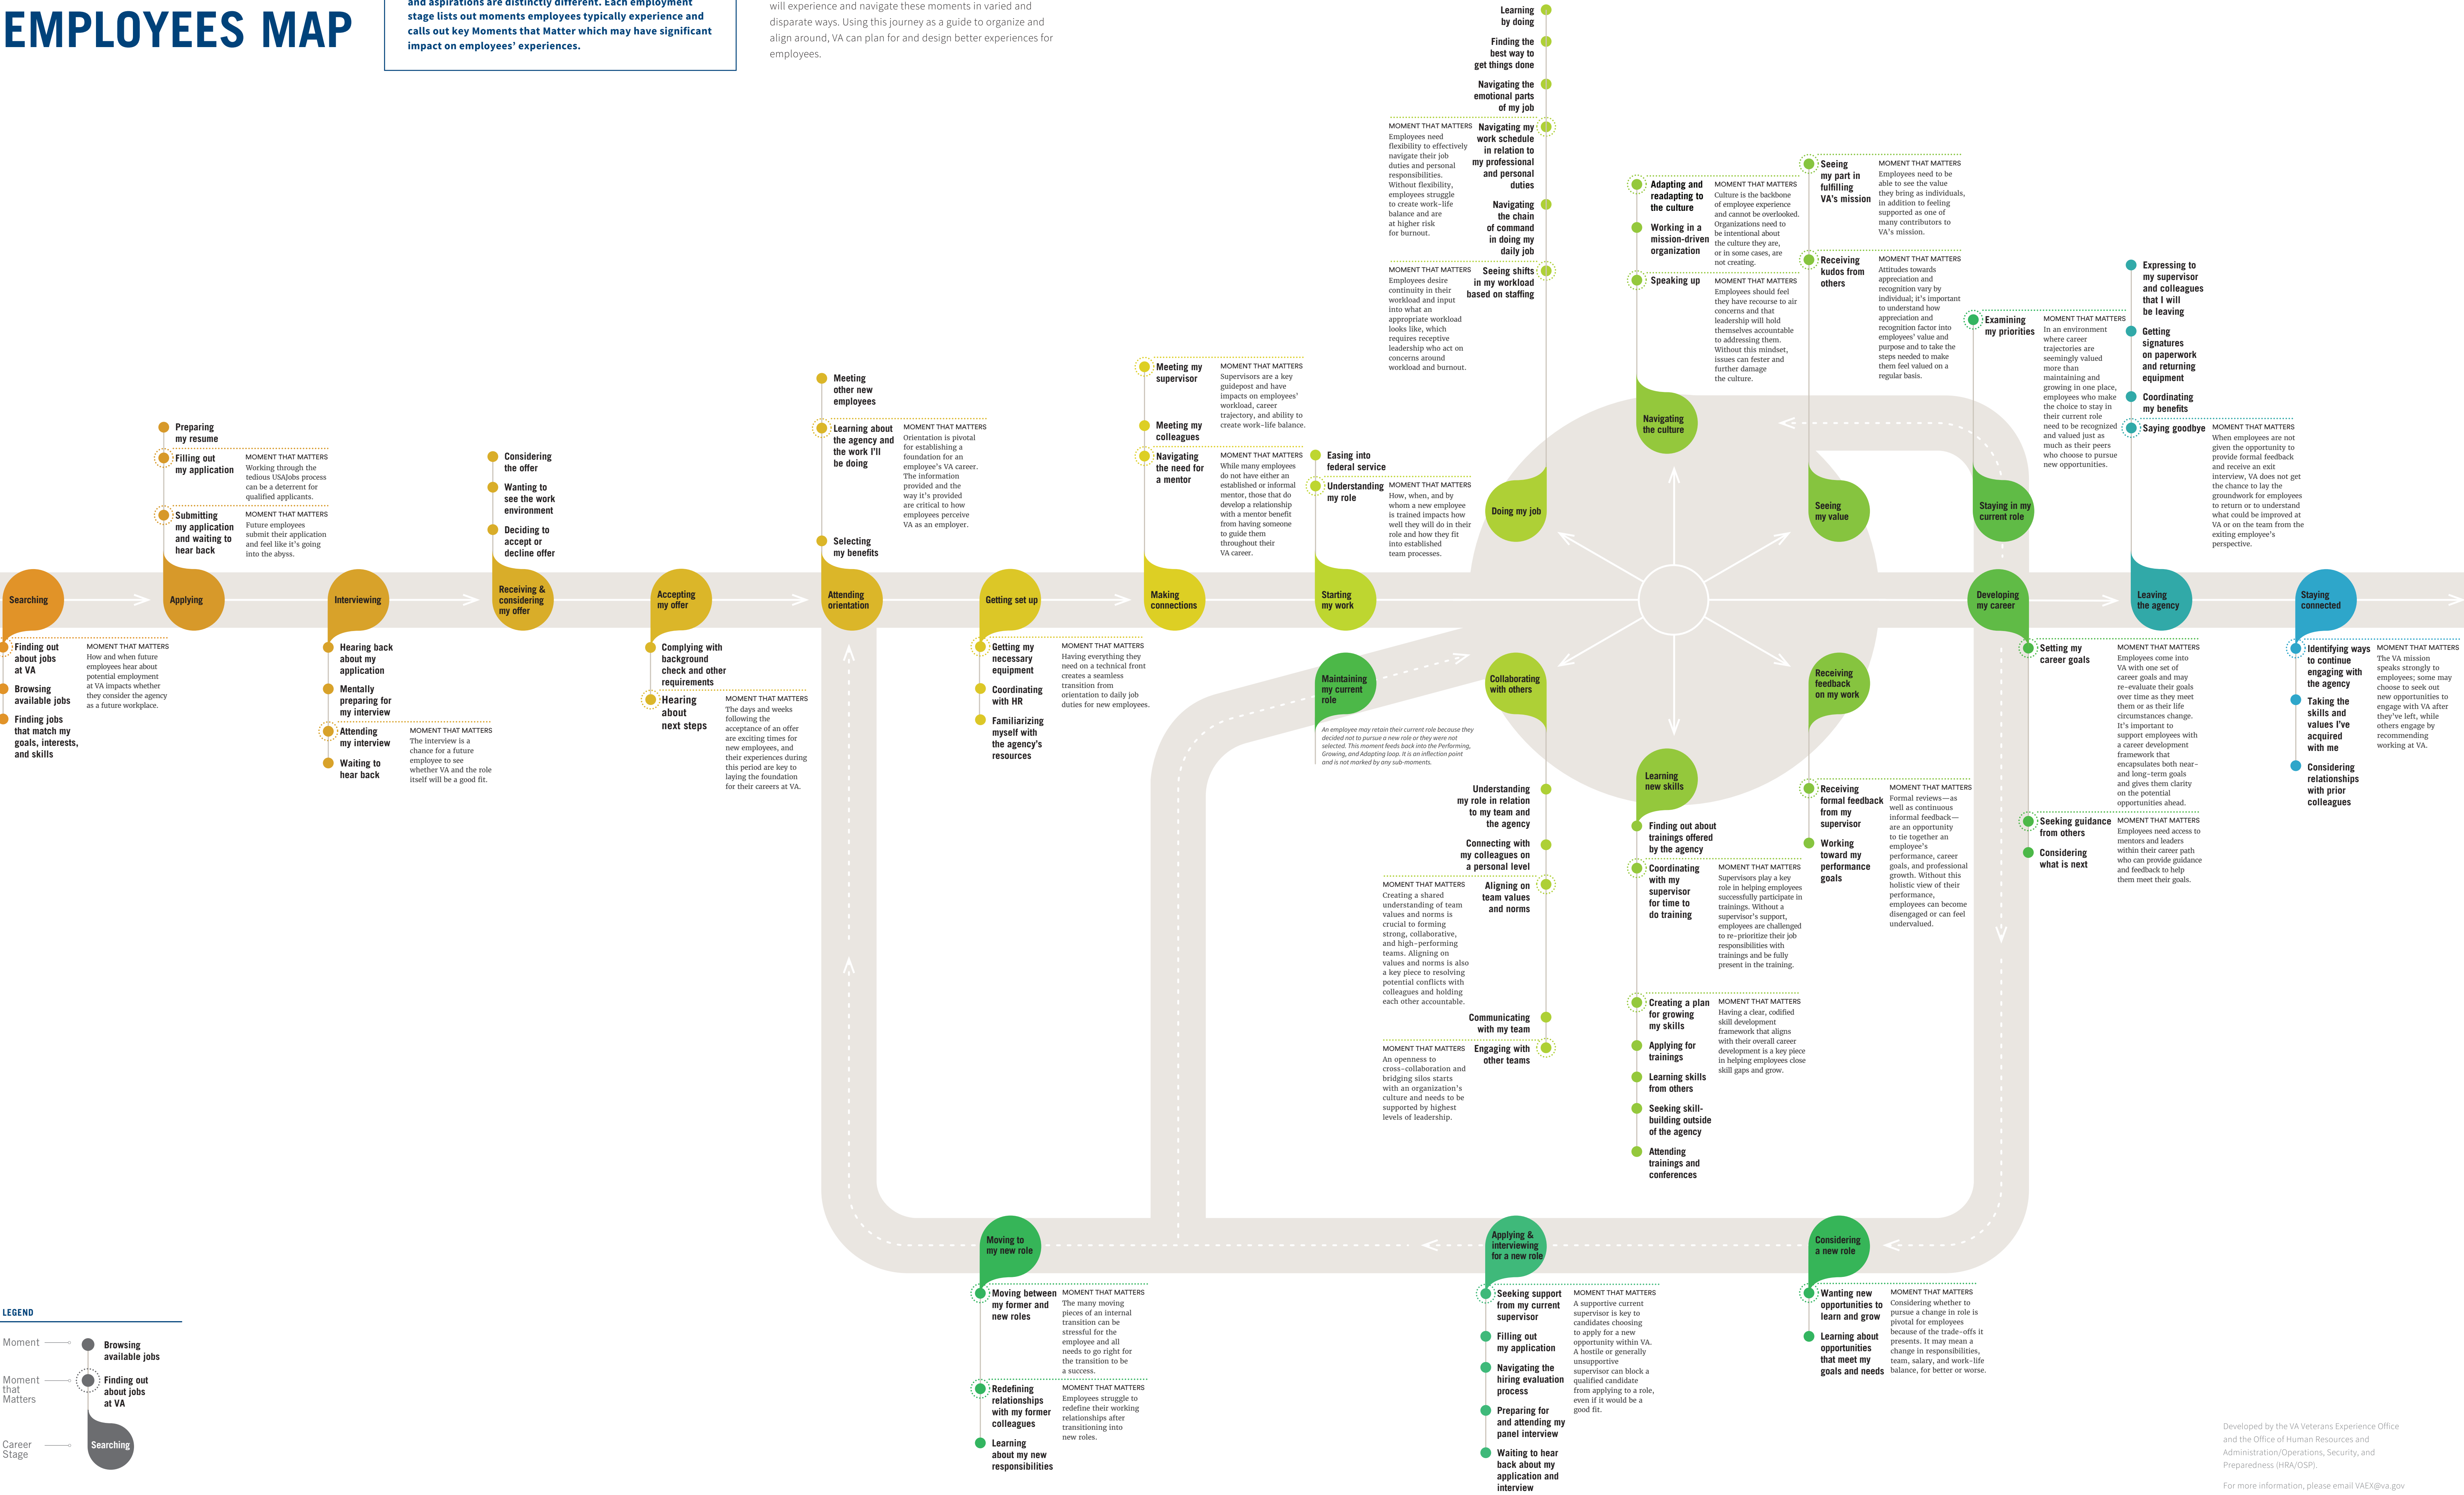 EMPLOYEES MAP
and aspirations are distinctly different. Each employment
stage lists out moments employees typically experience and
calls out key Moments that Matter which may have significant
impact on employees’ experiences.
will experience and navigate these moments in varied and
disparate ways. Using this journey as a guide to organize and
align around, VA can plan for and design better experiences for
employees.
Searching
Finding out
about jobs
at VA
MOMENT THAT MATTERS
How and when future
employees hear about
potential employment
at VA impacts whether
they consider the agency
as a future workplace.
Browsing
available jobs
Finding jobs
that match my
goals, interests,
and skills
Preparing
my resume
Filling out
my application
MOMENT THAT MATTERS
Working through the
tedious USAJobs process
can be a deterrent for
qualified applicants.
Submitting
my application
and waiting to
hear back
MOMENT THAT MATTERS
Future employees
submit their application
and feel like it’s going
into the abyss.
Applying
Interviewing
Hearing back
about my
application
Mentally
preparing for
my interview
Attending
my interview
MOMENT THAT MATTERS
The interview is a
chance for a future
employee to see
whether VA and the role
itself will be a good fit.
Waiting to
hear back
Considering
the offer
Wanting to
see the work
environment
Deciding to
accept or
decline offer
Receiving &
considering
my offer
Accepting
my offer
Complying with
background
check and other
requirements
Hearing
about
next steps
MOMENT THAT MATTERS
The days and weeks
following the
acceptance of an offer
are exciting times for
new employees, and
their experiences during
this period are key to
laying the foundation
for their careers at VA.
Meeting
other new
employees
Learning about
the agency and
the work I’ll
be doing
MOMENT THAT MATTERS
Orientation is pivotal
for establishing a
foundation for an
employee’s VA career.
The information
provided and the
way it’s provided
are critical to how
employees perceive
VA as an employer.
Selecting
my benefits
Attending
orientation
Getting set up
Getting my
necessary
equipment
MOMENT THAT MATTERS
Having everything they
need on a technical front
creates a seamless
transition from
orientation to daily job
duties for new employees.
Coordinating
with HR
Familiarizing
myself with
the agency’s
resources
Meeting my
supervisor
MOMENT THAT MATTERS
Supervisors are a key
guidepost and have
impacts on employees’
workload, career
trajectory, and ability to
create work-life balance.
Meeting my
colleagues
Navigating
the need for
a mentor
MOMENT THAT MATTERS
While many employees
do not have either an
established or informal
mentor, those that do
develop a relationship
with a mentor benefit
from having someone
to guide them
throughout their
VA career.
Making
connections
Easing into
federal service
Understanding
my role
MOMENT THAT MATTERS
How, when, and by
whom a new employee
is trained impacts how
well they will do in their
role and how they fit
into established
team processes.
Starting
my work
Learning
by doing
Finding the
best way to
get things done
Navigating the
emotional parts
of my job
MOMENT THAT MATTERS
Employees need
flexibility to effectively
navigate their job
duties and personal
responsibilities.
Without flexibility,
employees struggle
to create work-life
balance and are
at higher risk
for burnout.
Navigating my
work schedule
in relation to
my professional
and personal
duties
Navigating
the chain
of command
in doing my
daily job
MOMENT THAT MATTERS
Employees desire
continuity in their
workload and input
into what an
appropriate workload
looks like, which
requires receptive
leadership who act on
concerns around
workload and burnout.
Seeing shifts
in my workload
based on staffing
Doing my job
Adapting and
readapting to
the culture
MOMENT THAT MATTERS
Culture is the backbone
of employee experience
and cannot be overlooked.
Organizations need to
be intentional about
the culture they are,
or in some cases, are
not creating.
Working in a
mission-driven
organization
Speaking up
MOMENT THAT MATTERS
Employees should feel
they have recourse to air
concerns and that
leadership will hold
themselves accountable
to addressing them.
Without this mindset,
issues can fester and
further damage
the culture.
Navigating
the culture
Seeing
my part in
fulfilling
VA’s mission
MOMENT THAT MATTERS
Employees need to be
able to see the value
they bring as individuals,
in addition to feeling
supported as one of
many contributors to
VA’s mission.
Receiving
kudos from
others
MOMENT THAT MATTERS
Attitudes towards
appreciation and
recognition vary by
individual; it’s important
to understand how
appreciation and
recognition factor into
employees’ value and
purpose and to take the
steps needed to make
them feel valued on a
regular basis.
Seeing
my value
Examining
my priorities
MOMENT THAT MATTERS
In an environment
where career
trajectories are
seemingly valued
more than
maintaining and
growing in one place,
employees who make
the choice to stay in
their current role
need to be recognized
and valued just as
much as their peers
who choose to pursue
new opportunities.
Staying in my
current role
Expressing to
my supervisor
and colleagues
that I will
be leaving
Getting
signatures
on paperwork
and returning
equipment
Coordinating
my benefits
Saying goodbye
MOMENT THAT MATTERS
When employees are not
given the opportunity to
provide formal feedback
and receive an exit
interview, VA does not get
the chance to lay the
groundwork for employees
to return or to understand
what could be improved at
VA or on the team from the
exiting employee’s
perspective.
Developing
my career
Leaving
the agency
Staying
connected
Maintaining
my current
role
An employee may retain their current role because they
decided not to pursue a new role or they were not
selected. This moment feeds back into the Performing,
Growing, and Adapting loop. It is an inflection point
and is not marked by any sub-moments.
Collaborating
with others
Understanding
my role in relation
to my team and
the agency
Connecting with
my colleagues on
a personal level
MOMENT THAT MATTERS
Creating a shared
understanding of team
values and norms is
crucial to forming
strong, collaborative,
and high-performing
teams. Aligning on
values and norms is also
a key piece to resolving
potential conflicts with
colleagues and holding
each other accountable.
Aligning on
team values
and norms
Communicating
with my team
MOMENT THAT MATTERS
An openness to
cross-collaboration and
bridging silos starts
with an organization’s
culture and needs to be
supported by highest
levels of leadership.
Engaging with
other teams
Learning
new skills
Finding out about
trainings offered
by the agency
Coordinating
with my
supervisor
for time to
do training
MOMENT THAT MATTERS
Supervisors play a key
role in helping employees
successfully participate in
trainings. Without a
supervisor’s support,
employees are challenged
to re-prioritize their job
responsibilities with
trainings and be fully
present in the training.
Creating a plan
for growing
my skills
MOMENT THAT MATTERS
Having a clear, codified
skill development
framework that aligns
with their overall career
development is a key piece
in helping employees close
skill gaps and grow.
Applying for
trainings
Learning skills
from others
Seeking skill-
building outside
of the agency
Attending
trainings and
conferences
Receiving
feedback
on my work
Receiving
formal feedback
from my
supervisor
MOMENT THAT MATTERS
Formal reviews—as
well as continuous
informal feedback—
are an opportunity
to tie together an
employee’s
performance, career
goals, and professional
growth. Without this
holistic view of their
performance,
employees can become
disengaged or can feel
undervalued.
Working
toward my
performance
goals
Setting my
career goals
MOMENT THAT MATTERS
Employees come into
VA with one set of
career goals and may
re-evaluate their goals
over time as they meet
them or as their life
circumstances change.
It’s important to
support employees with
a career development
framework that
encapsulates both near-
and long-term goals
and gives them clarity
on the potential
opportunities ahead.
Seeking guidance
from others
MOMENT THAT MATTERS
Employees need access to
mentors and leaders
within their career path
who can provide guidance
and feedback to help
them meet their goals.
Considering
what is next
Identifying ways
to continue
engaging with
the agency
MOMENT THAT MATTERS
The VA mission
speaks strongly to
employees; some may
choose to seek out
new opportunities to
engage with VA after
they’ve left, while
others engage by
recommending
working at VA.
Taking the
skills and
values I’ve
acquired
with me
Considering
relationships
with prior
colleagues
Moving to
my new role
Moving between
my former and
new roles
MOMENT THAT MATTERS
The many moving
pieces of an internal
transition can be
stressful for the
employee and all
needs to go right for
the transition to be
a success.
Redefining
relationships
with my former
colleagues
MOMENT THAT MATTERS
Employees struggle to
redefine their working
relationships after
transitioning into
new roles.
Learning
about my new
responsibilities
Applying &
interviewing
for a new role
Seeking support
from my current
supervisor
MOMENT THAT MATTERS
A supportive current
supervisor is key to
candidates choosing
to apply for a new
opportunity within VA.
A hostile or generally
unsupportive
supervisor can block a
qualified candidate
from applying to a role,
even if it would be a
good fit.
Filling out
my application
Navigating the
hiring evaluation
process
Preparing for
and attending my
panel interview
Waiting to hear
back about my
application and
interview
Considering
a new role
Wanting new
opportunities to
learn and grow
MOMENT THAT MATTERS
Considering whether to
pursue a change in role is
pivotal for employees
because of the trade-offs it
presents. It may mean a
change in responsibilities,
team, salary, and work-life
balance, for better or worse.
Learning about
opportunities
that meet my
goals and needs
LEGEND
Moment
Browsing
available jobs
Moment
that
Matters
Finding out
about jobs
at VA
Career
Stage
Searching
Developed by the VA Veterans Experience Office
and the Office of Human Resources and
Administration/Operations, Security, and
Preparedness (HRA/OSP).
For more information, please email VAEX@va.gov